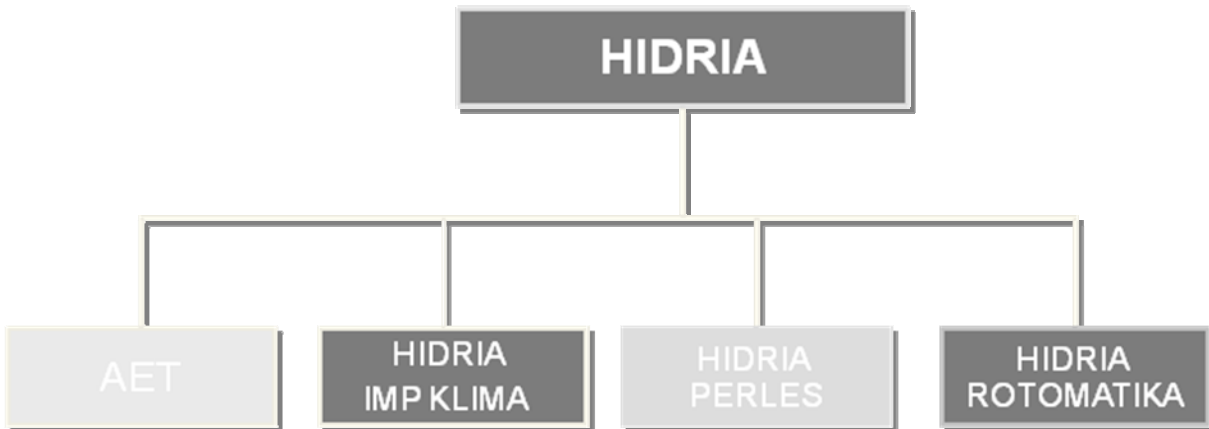 HIDRIA
AET
HIDRIA
IMP KLIMA
HIDRIA
PERLES
HIDRIA
ROTOMATIKA